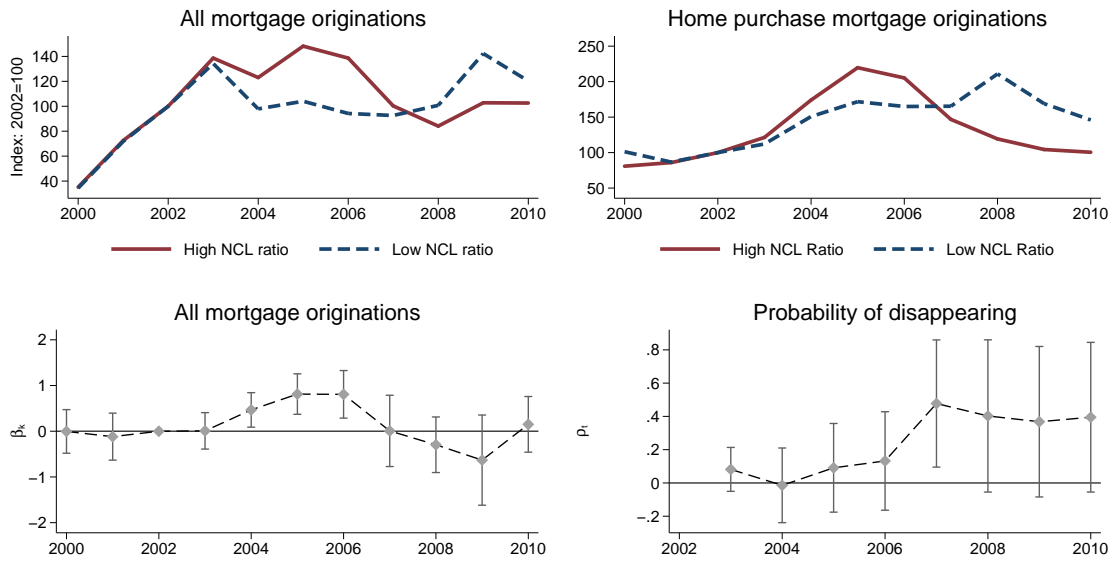 All mortgage originations
Index: 2002=100
140
120
100
80
60
40
2000 2002 2004 2006 2008 2010
High NCL ratio Low NCL ratio
Home purchase mortgage originations
250
200
150
100
50
2000 2002 2004 2006 2008 2010
High NCL Ratio Low NCL Ratio
All mortgage originations
βk
2
1
0
−1
−2
2000 2002 2004 2006 2008 2010
Probability of disappearing
ρt
.8
.6
.4
.2
0
−.2
2002 2004 2006 2008 2010